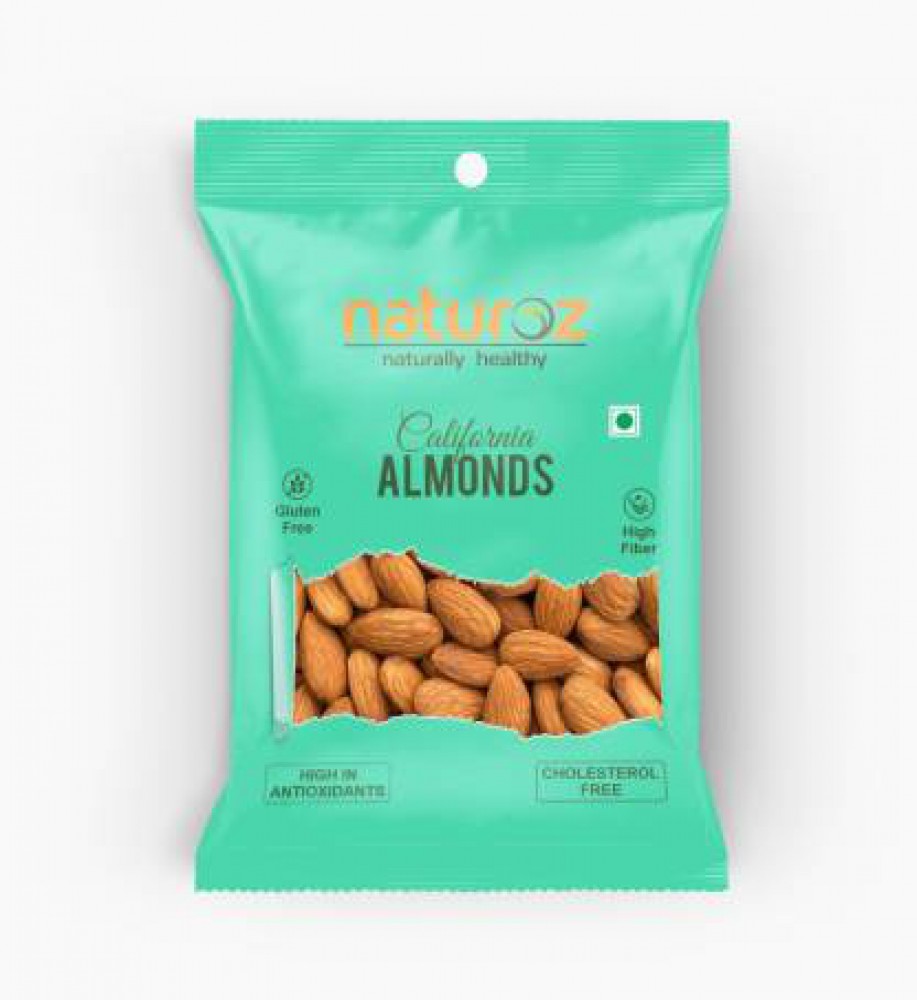 naturoz
naturally healthy
California
ALMONDS
Gluten
Free
High
Fiber
HIGH IN
ANTIOXIDANTS
CHOLESTEROL
FREE